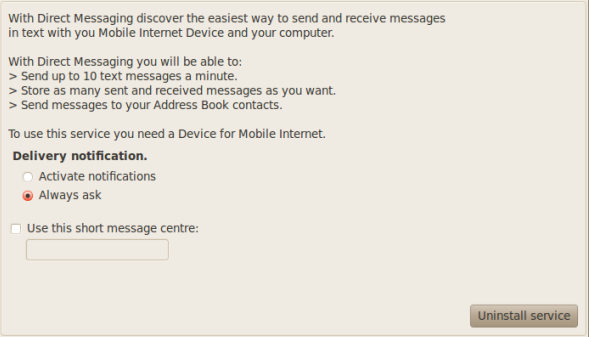 With Direct Messaging discover the easiest way to send and receive messages
in text with you Mobile Internet Device and your computer.
With Direct Messaging you will be able to:
> Send up to 10 text messages a minute.
> Store as many sent and received messages as you want.
> Send messages to your Address Book contacts.
To use this service you need a Device for Mobile Internet.
Delivery notification.
Activate notifications
Always ask
Use this short message centre:
Uninstall service